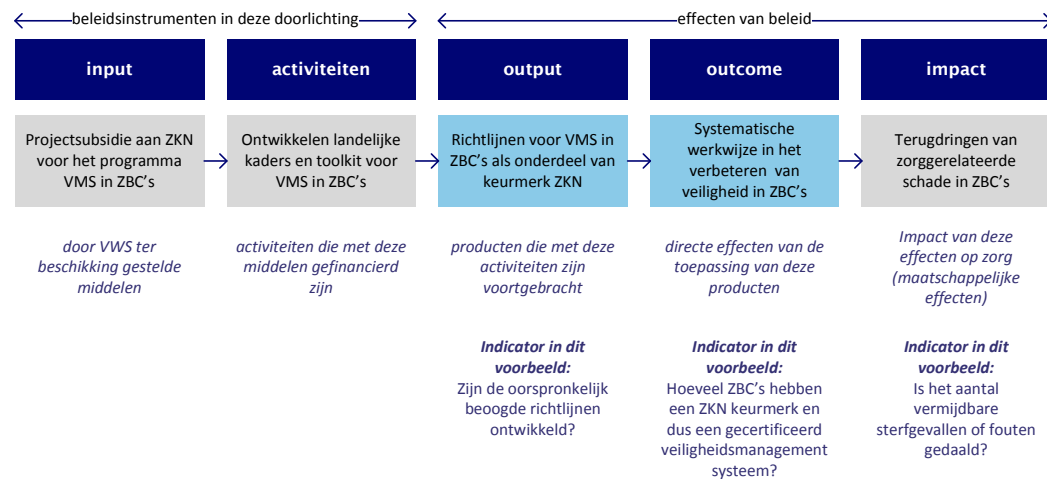 beleidsinstrumenten in deze doorlichting
effecten van beleid
input
activiteiten
output
outcome
impact
Projectsubsidie aan ZKN
voor het programma
VMS in ZBC's
Ontwikkelen landelijke
kaders en toolkit voor
VMS in ZBC's
Richtlijnen voor VMS in
ZBC's als onderdeel van
keurmerk ZKN
Systematische
werkwijze in het
verbeteren van
veiligheid in ZBC's
Terugdringen van
zorggerelateerde
schade in ZBC's
door VWS ter
beschikking gestelde
middelen
activiteiten die met deze
middelen gefinancierd
zijn
producten die met deze
activiteiten zijn
voortgebracht
directe effecten van de
toepassing van deze
producten
Impact van deze
effecten op zorg
(maatschappelijke
effecten)
Indicator in dit
voorbeeld:
Zijn de oorspronkelijk
beoogde richtlijnen
ontwikkeld?
Indicator in dit
voorbeeld:
Hoeveel ZBC's hebben
een ZKN keurmerk en
dus een gecertificeerd
veiligheidsmanagement
systeem?
Indicator in dit
voorbeeld:
Is het aantal
vermijdbare
sterfgevallen of fouten
gedaald?